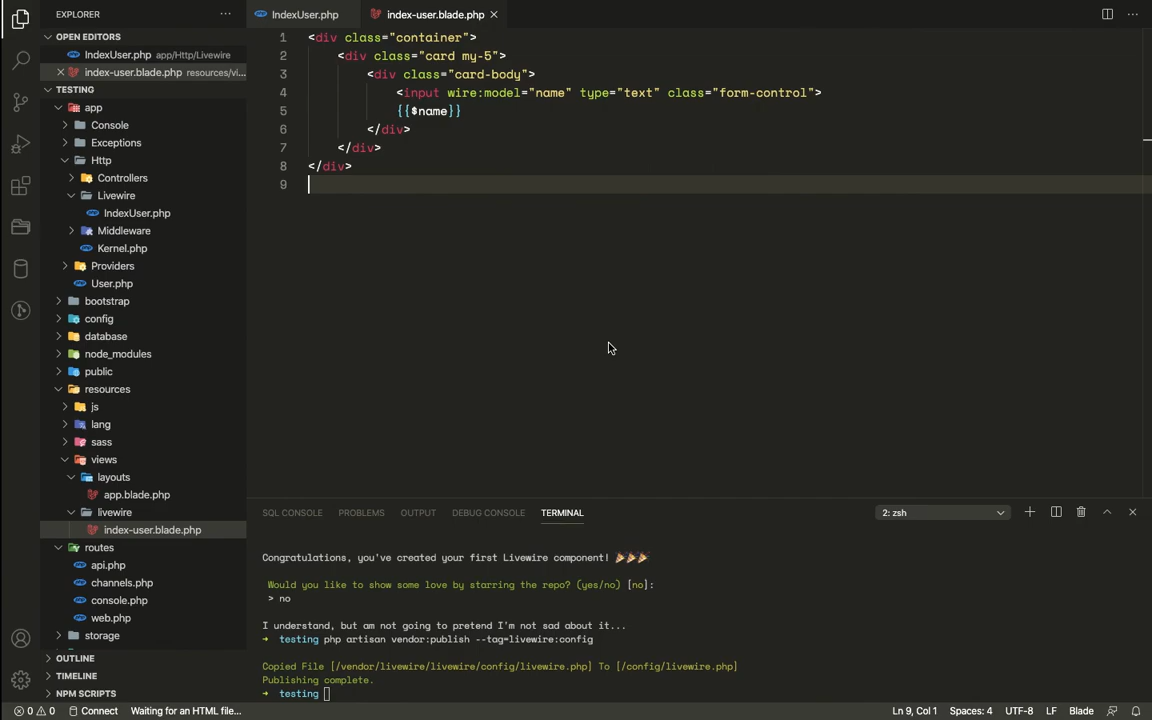 EXPLORER
OPEN EDITORS
IndexUser.php app/Http/Livewire
index-user.blade.php resources/vi...
TESTING
app
Console
Exceptions
Http
Controllers
Livewire
IndexUser.php
Middleware
Kernel.php
Providers
User.php
bootstrap
config
database
node_modules
public
resources
js
lang
sass
views
layouts
app.blade.php
livewire
index-user.blade.php
routes
api.php
channels.php
console.php
web.php
storage
OUTLINE
TIMELINE
NPM SCRIPTS
IndexUser.php
index-user.blade.php
1 <div class="container">
2 <div class="card my-5">
3 <div class="card-body">
4 <input wire:model="name" type="text" class="form-control">
5 {{$name}}
6 </div>
7 </div>
8 </div>
9
SQL CONSOLE PROBLEMS OUTPUT DEBUG CONSOLE TERMINAL 2: zsh
Congratulations, you've created your first Livewire component! 🎉🎉🎉
Would you like to show some love by starring the repo? (yes/no) [no]:
> no
I understand, but am not going to pretend I'm not sad about it...
➜ testing php artisan vendor:publish --tag=livewire:config
Copied File [/vendor/livewire/livewire/config/livewire.php] To [/config/livewire.php]
Publishing complete.
➜ testing
0 0 Connect Waiting for an HTML file... Ln 9, Col 1 Spaces: 4 UTF-8 LF Blade